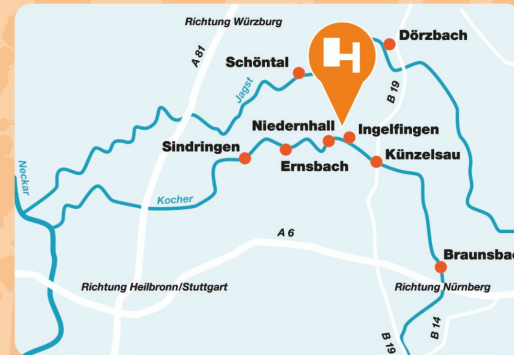 Richtung Würzburg
Dörzbach
A 81
H
Schöntal
B 19
Jagst
Niedernhall
Ingelfingen
Sindringen
Ernsbach
Künzelsau
Neckar
Kocher
A 6
Braunsbac
Richtung Heilbronn/Stuttgart
Richtung Nürnberg
B 19
B 14